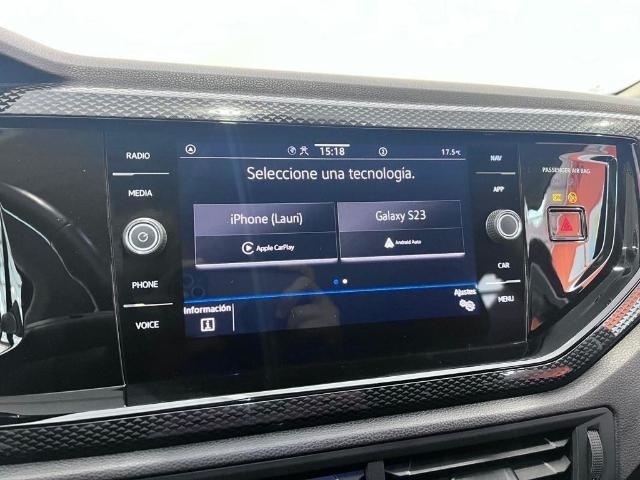 RADIO
MEDIA
PHONE
VOICE
15:18
17.5°C
Seleccione una tecnología.
iPhone (Lauri)
Apple CarPlay
Galaxy S23
Android Auto
Información
Ajustes
NAV
APP
CAR
MENU
PASSENGER AIR BAG